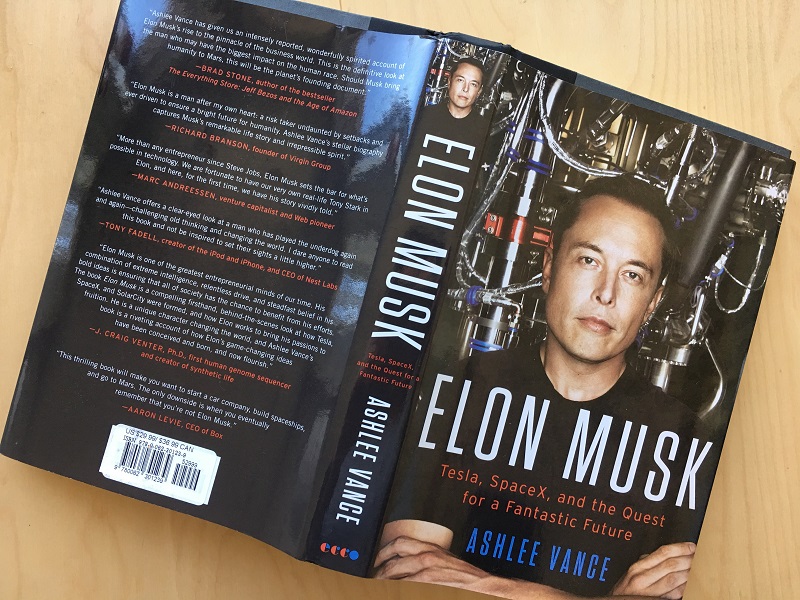 "Ashlee Vance has given us an intensely reported, wonderfully spirited account of
Elon Musk's rise to the pinnacle of the business world. This is the definitive look at
the man who may have the biggest impact on the human race. Should Musk bring
humanity to Mars, this will be the planet's founding document."
—BRAD STONE, author of the bestseller
The Everything Store: Jeff Bezos and the Age of Amazon
"Elon Musk is a man after my own heart: a risk taker undaunted by setbacks and
ever driven to ensure a bright future for humanity. Ashlee Vance's stellar biography
captures Musk's remarkable life story and irrepressible spirit."
—RICHARD BRANSON, founder of Virgin Group
"More than any entrepreneur since Steve Jobs, Elon Musk sets the bar for what's
possible in technology. We are fortunate to have our very own real-life Tony Stark in
Elon, and here, for the first time, we have his story vividly told."
—MARC ANDREESSEN, venture capitalist and Web pioneer
"Ashlee Vance offers a clear-eyed look at a man who has played the underdog again
and again—challenging old thinking and changing the world. I dare anyone to read
this book and not be inspired to set their sights a little higher."
—TONY FADELL, creator of the iPod and iPhone, and CEO of Nest Labs
"Elon Musk is one of the greatest entrepreneurial minds of our time. His
combination of extreme intelligence, relentless drive, and steadfast belief in his
bold ideas is ensuring that all of society has the chance to benefit from his efforts.
The book Elon Musk is a compelling firsthand, behind-the-scenes look at how Tesla,
SpaceX, and SolarCity were formed, and how Elon works to bring his passions to
fruition. He is a unique character changing the world, and Ashlee Vance's
book is a riveting account of how Elon's game-changing ideas
have been conceived and born, and now flourish."
—J. CRAIG VENTER, Ph.D., first human genome sequencer
and creator of synthetic life
"This thrilling book will make you want to start a car company, build spaceships,
and go to Mars. The only downside is when you eventually
remember that you're not Elon Musk."
—AARON LEVIE, CEO of Box
US$29.99/ $36.99 CAN
ISBN 978-0-062-30123-9
52999
9 780062 301239
ELON MUSK
Tesla, SpaceX,
and the Quest for a
Fantastic Future
ASHLEE VANCE
ecco
ELON MUSK
Tesla, SpaceX, and the Quest
for a Fantastic Future
ASHLEE VANCE